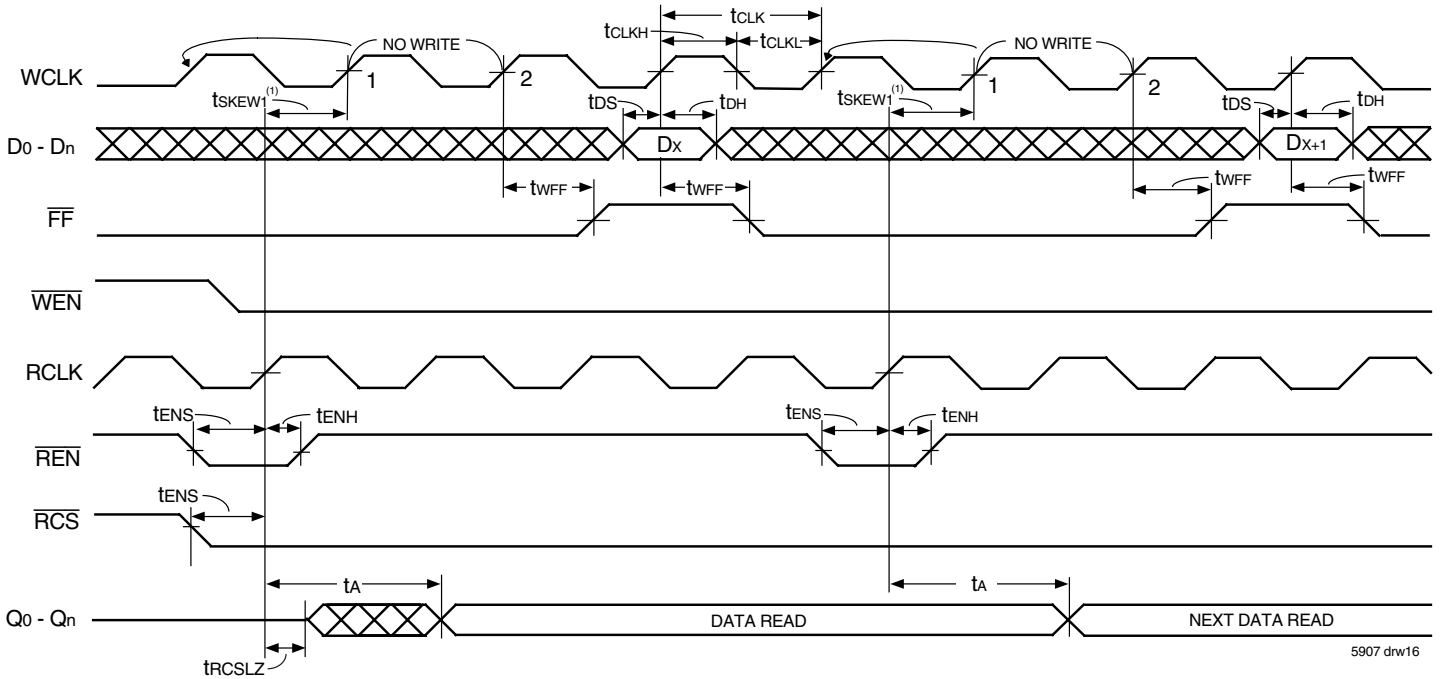 tCLK
tCLKH
tCLKL
NO WRITE
NO WRITE
WCLK
1
2
1
2
tSKEW1(1)
tDS
tDH
tSKEW1(1)
tDS
tDH
D0 - Dn
DX
DX+1
tWFF
tWFF
tWFF
tWFF
FF
WEN
RCLK
tENS
tENH
tENS
tENH
REN
tENS
RCS
tA
tA
Q0 - Qn
DATA READ
NEXT DATA READ
tRCSLZ
5907 drw16